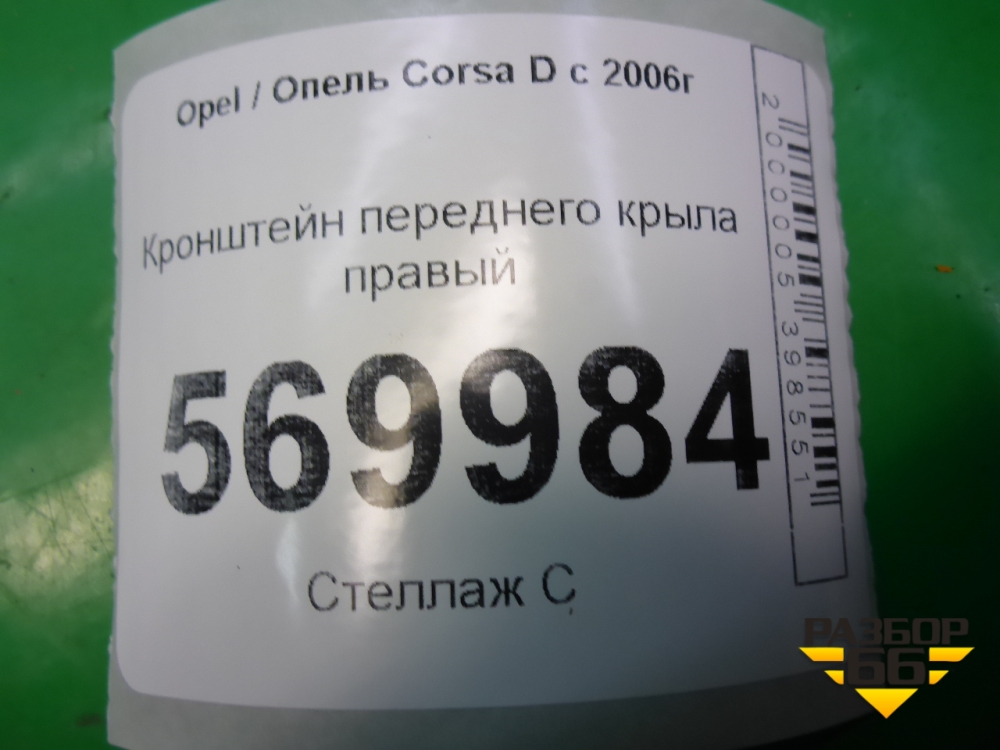 Opel / Опель Corsa D с 2006г
Кронштейн переднего крыла
правый
569984
Стеллаж С
2000005398551
РАЗБОР
66